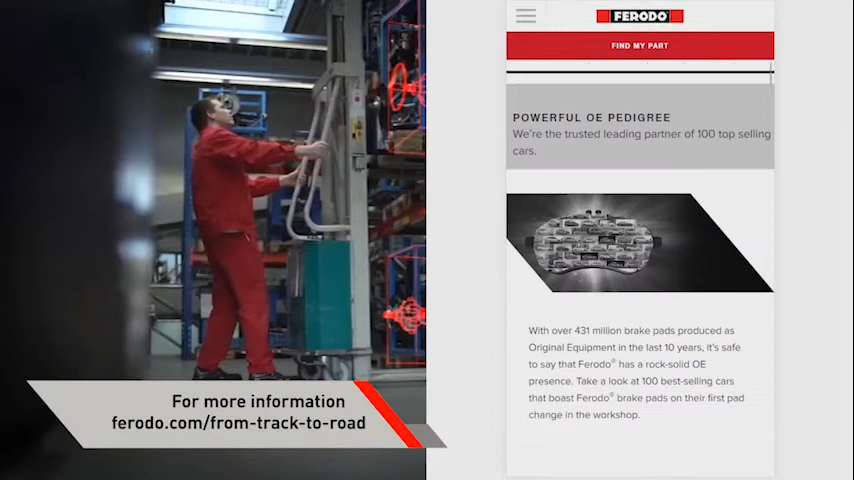 FERODO
FIND MY PART
POWERFUL OE PEDIGREE
We're the trusted leading partner of 100 top selling
cars.
With over 431 million brake pads produced as
Original Equipment in the last 10 years, it's safe
to say that Ferodo® has a rock-solid OE
presence. Take a look at 100 best-selling cars
that boast Ferodo® brake pads on their first pad
change in the workshop.
For more information
ferodo.com/from-track-to-road